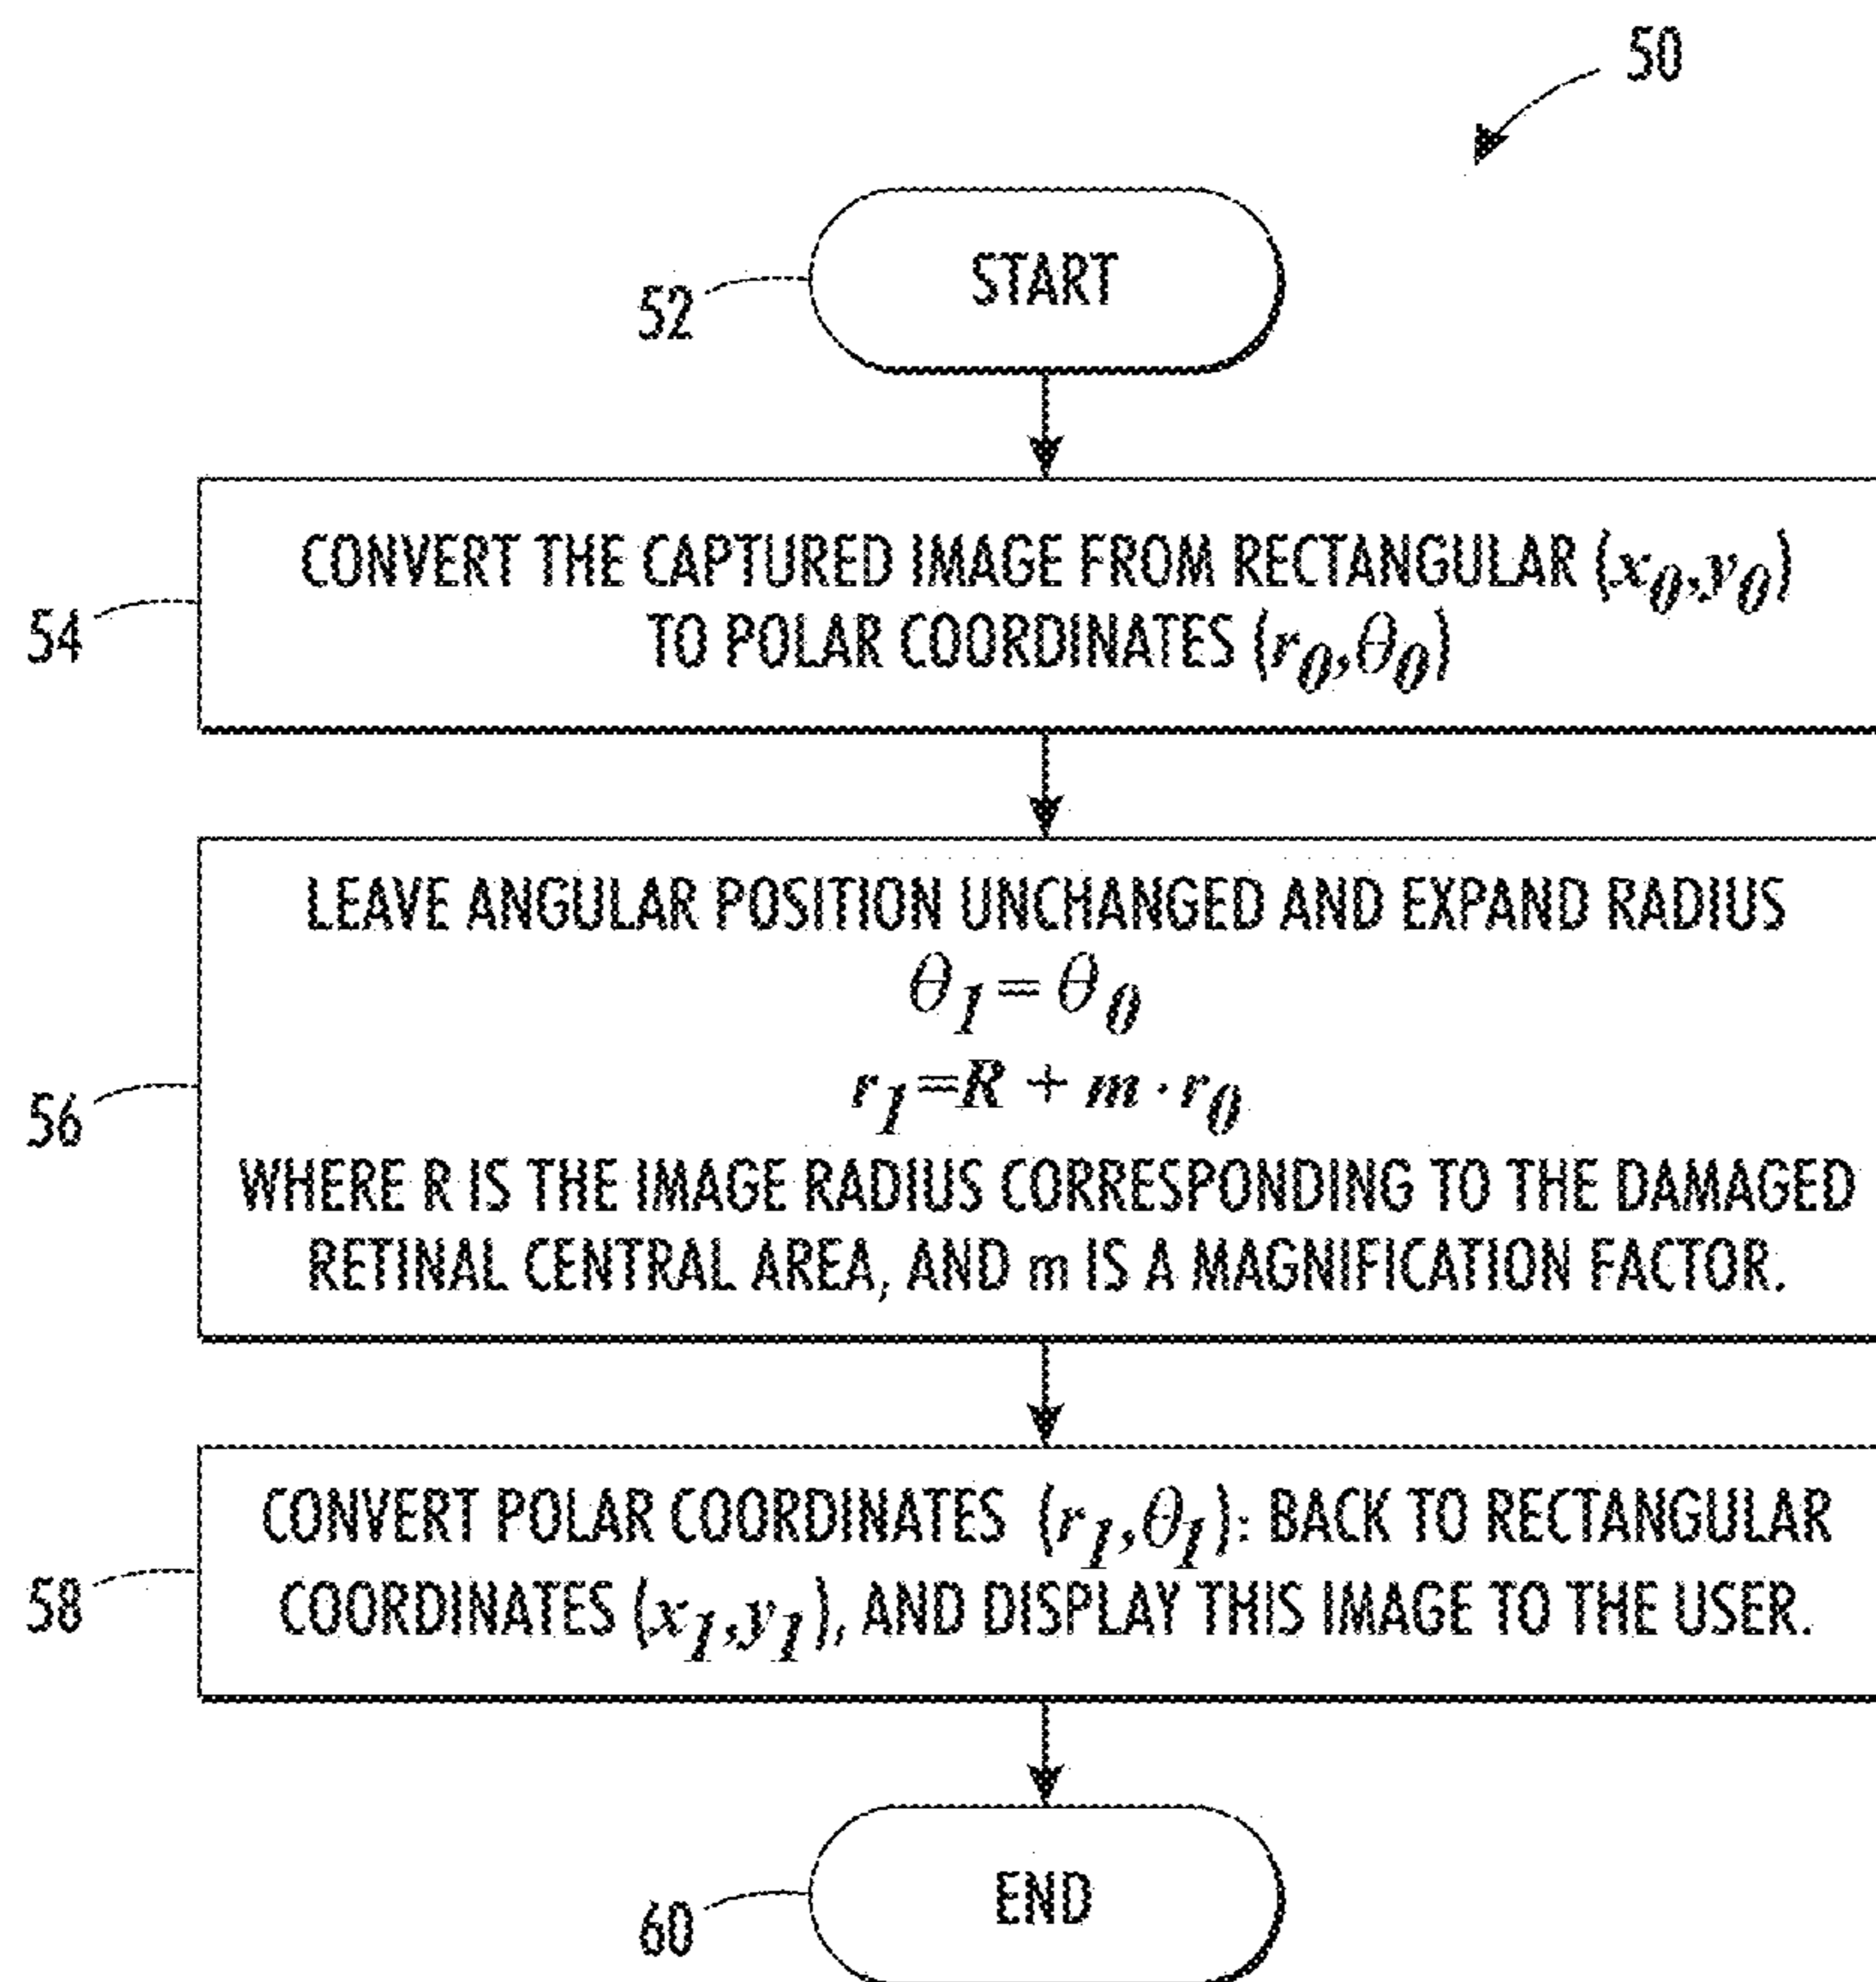 50
52
START
54
CONVERT THE CAPTURED IMAGE FROM RECTANGULAR (x₀,y₀)
TO POLAR COORDINATES (r₀,θ₀)
56
LEAVE ANGULAR POSITION UNCHANGED AND EXPAND RADIUS
θ₁ = θ₀
r₁ = R + m · r₀
WHERE R IS THE IMAGE RADIUS CORRESPONDING TO THE DAMAGED
RETINAL CENTRAL AREA, AND m IS A MAGNIFICATION FACTOR.
58
CONVERT POLAR COORDINATES (r₁,θ₁): BACK TO RECTANGULAR
COORDINATES (x₁,y₁), AND DISPLAY THIS IMAGE TO THE USER.
60
END